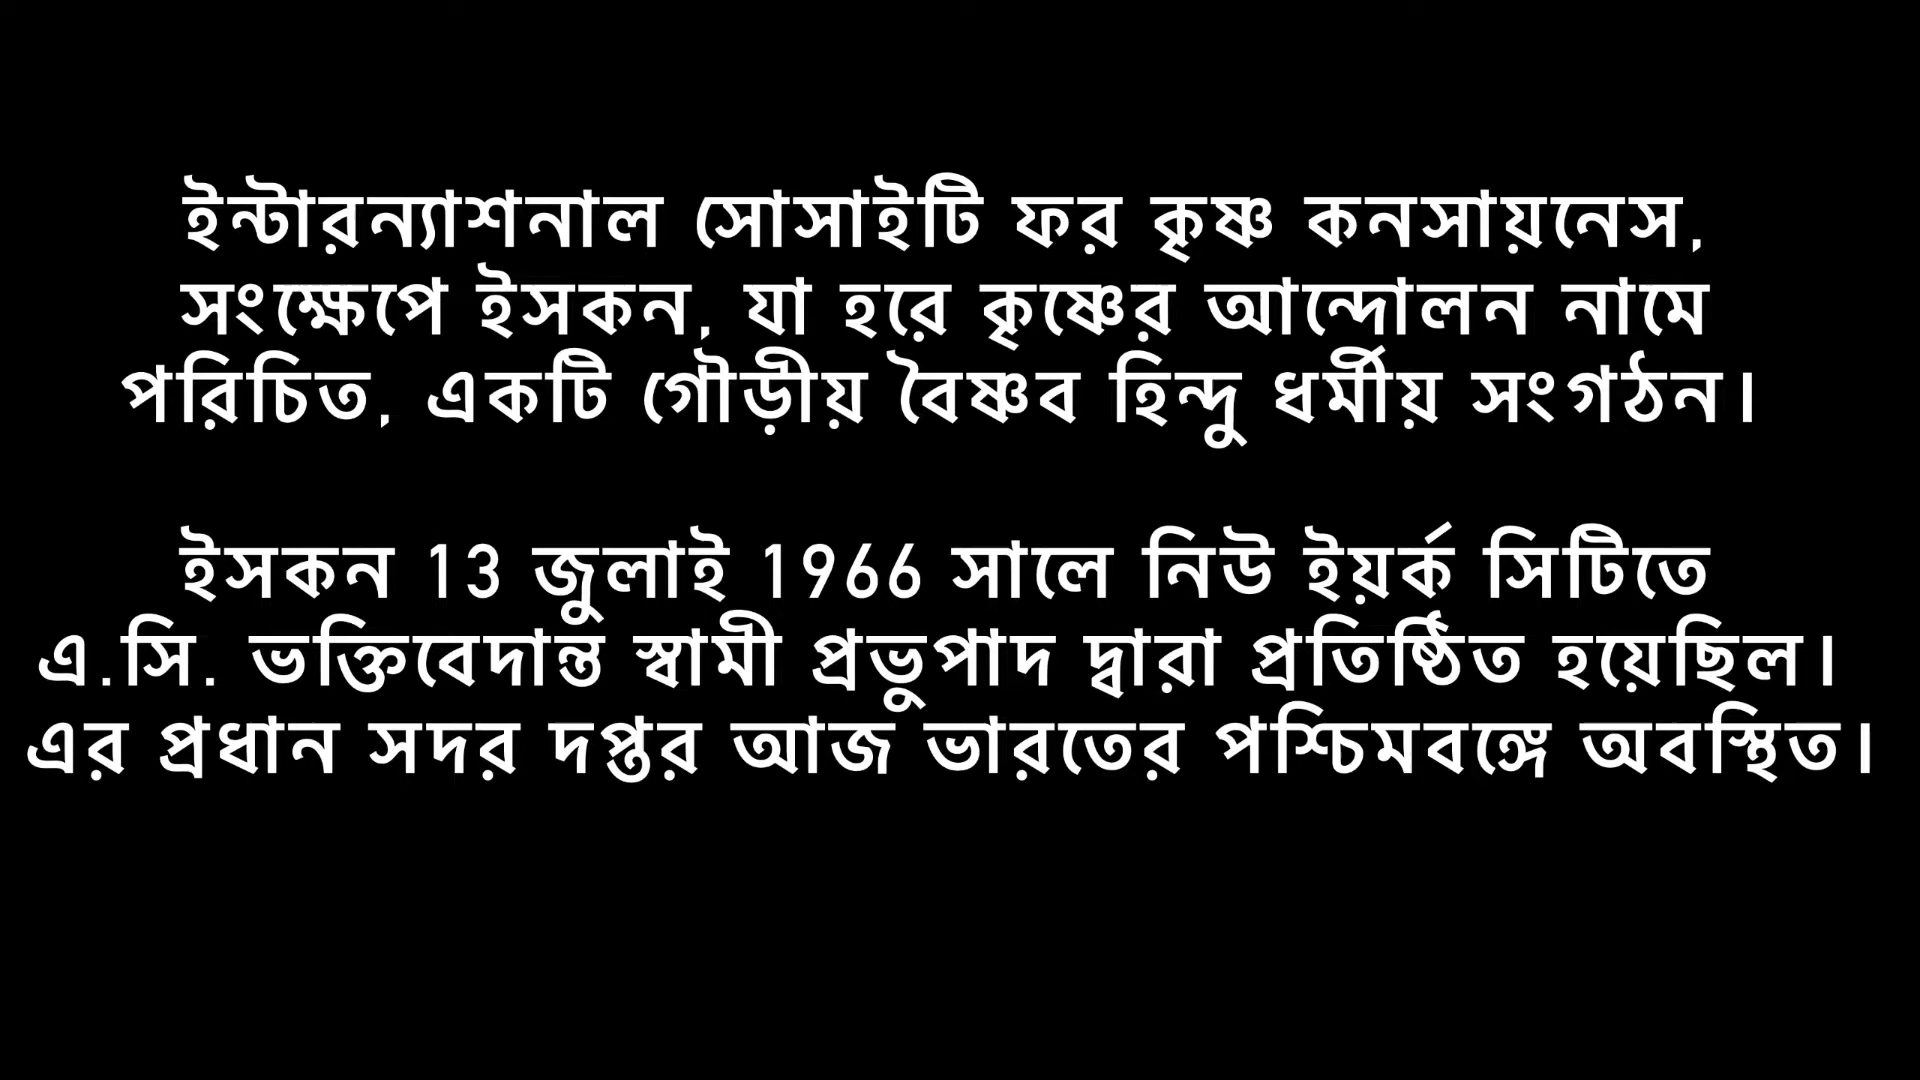 ইন্টারন্যাশনাল সোসাইটি ফর কৃষ্ণ কনসায়নেস,
সংক্ষেপে ইসকন, যা হরে কৃষ্ণের আন্দোলন নামে
পরিচিত, একটি গৌড়ীয় বৈষ্ণব হিন্দু ধর্মীয় সংগঠন।
ইসকন 13 জুলাই 1966 সালে নিউ ইয়র্ক সিটিতে
এ.সি. ভক্তিবেদান্ত স্বামী প্রভুপাদ দ্বারা প্রতিষ্ঠিত হয়েছিল।
এর প্রধান সদর দপ্তর আজ ভারতের পশ্চিমবঙ্গে অবস্থিত।